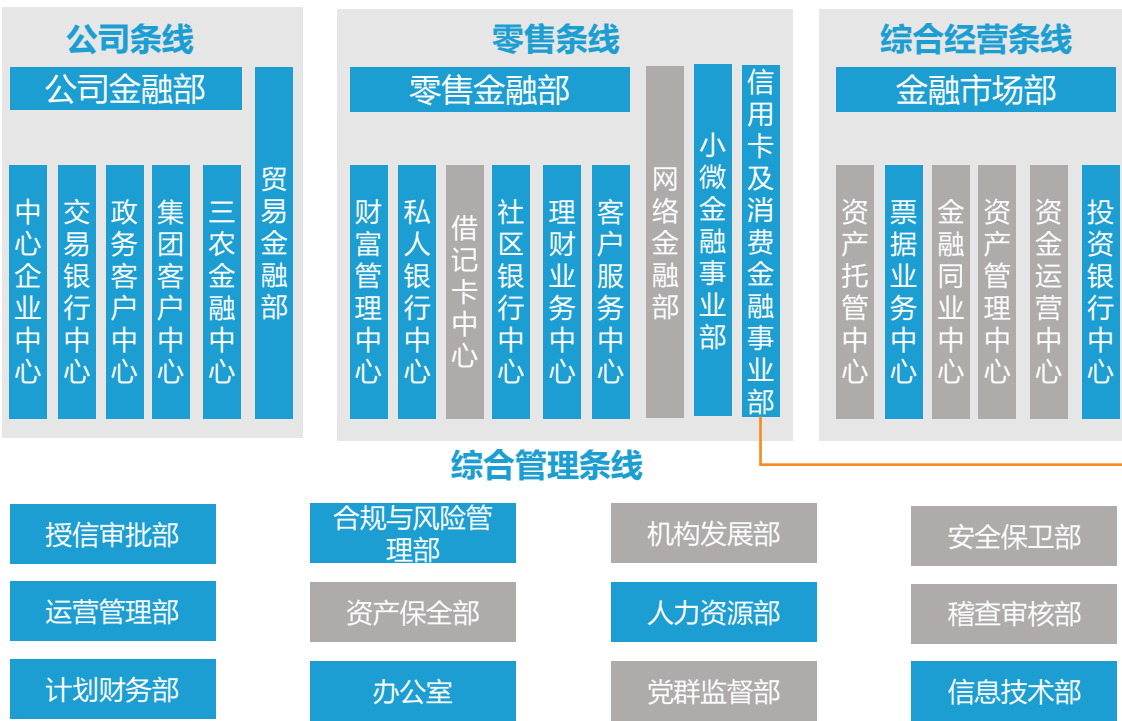 公司条线
公司金融部
中心企业中心
交易银行中心
政务客户中心
集团客户中心
三农金融中心
贸易金融部
零售条线
零售金融部
财富管理中心
私人银行中心
借记卡中心
社区银行中心
理财业务中心
客户服务中心
网络金融部
小微金融事业部
信用卡及消费金融事业部
综合经营条线
金融市场部
资产托管中心
票据业务中心
金融同业中心
资产管理中心
资金运营中心
投资银行中心
综合管理条线
授信审批部
合规与风险管
理部
机构发展部
安全保卫部
运营管理部
资产保全部
人力资源部
稽查审核部
计划财务部
办公室
党群监督部
信息技术部